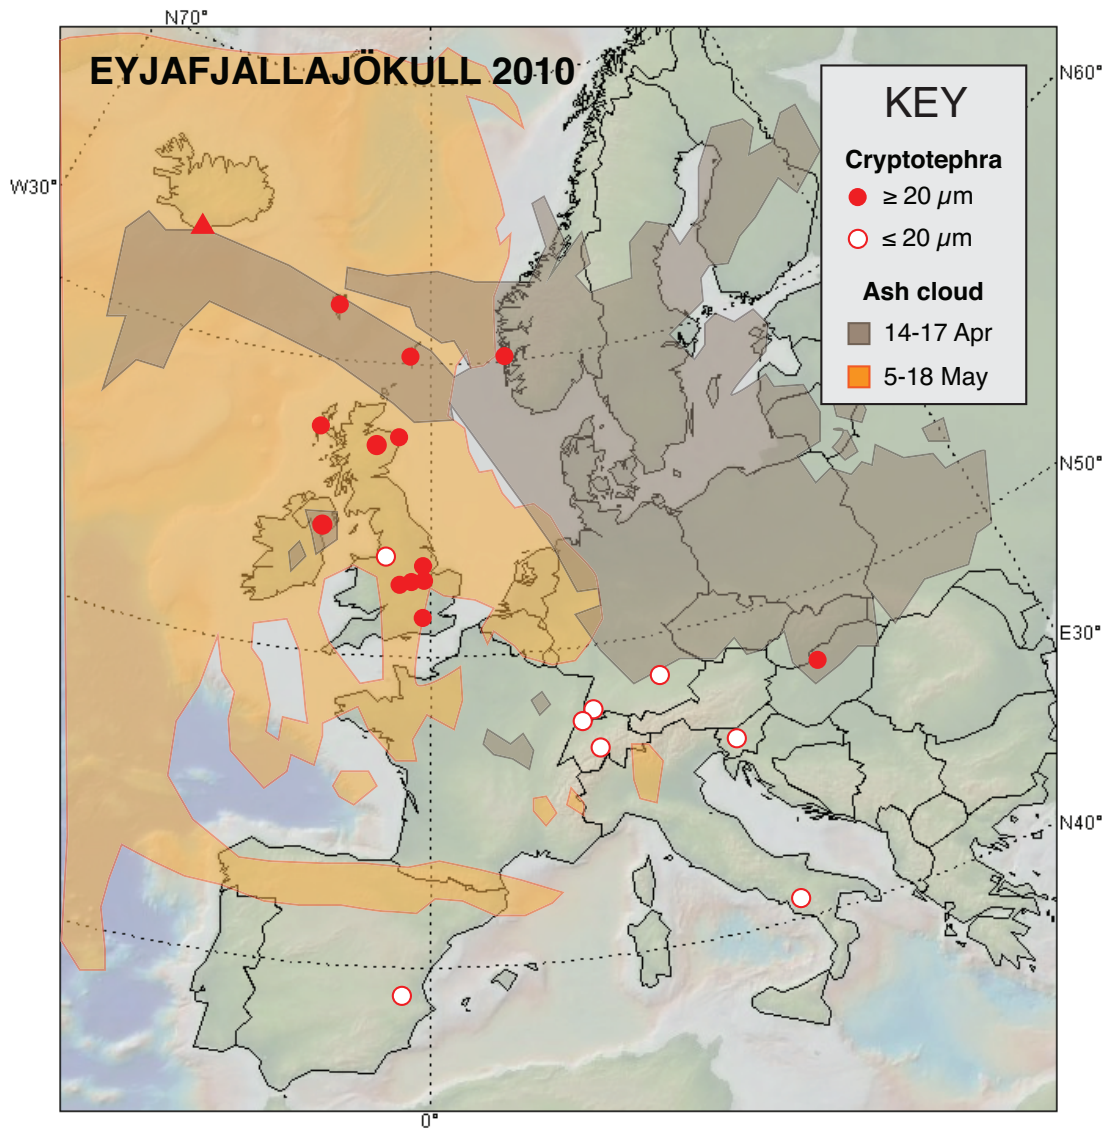 N70°
EYJAFJALLAJÖKULL 2010
N60°
KEY
Cryptotephra
≥ 20 µm
≤ 20 µm
Ash cloud
14-17 Apr
5-18 May
W30°
N50°
E30°
N40°
0°